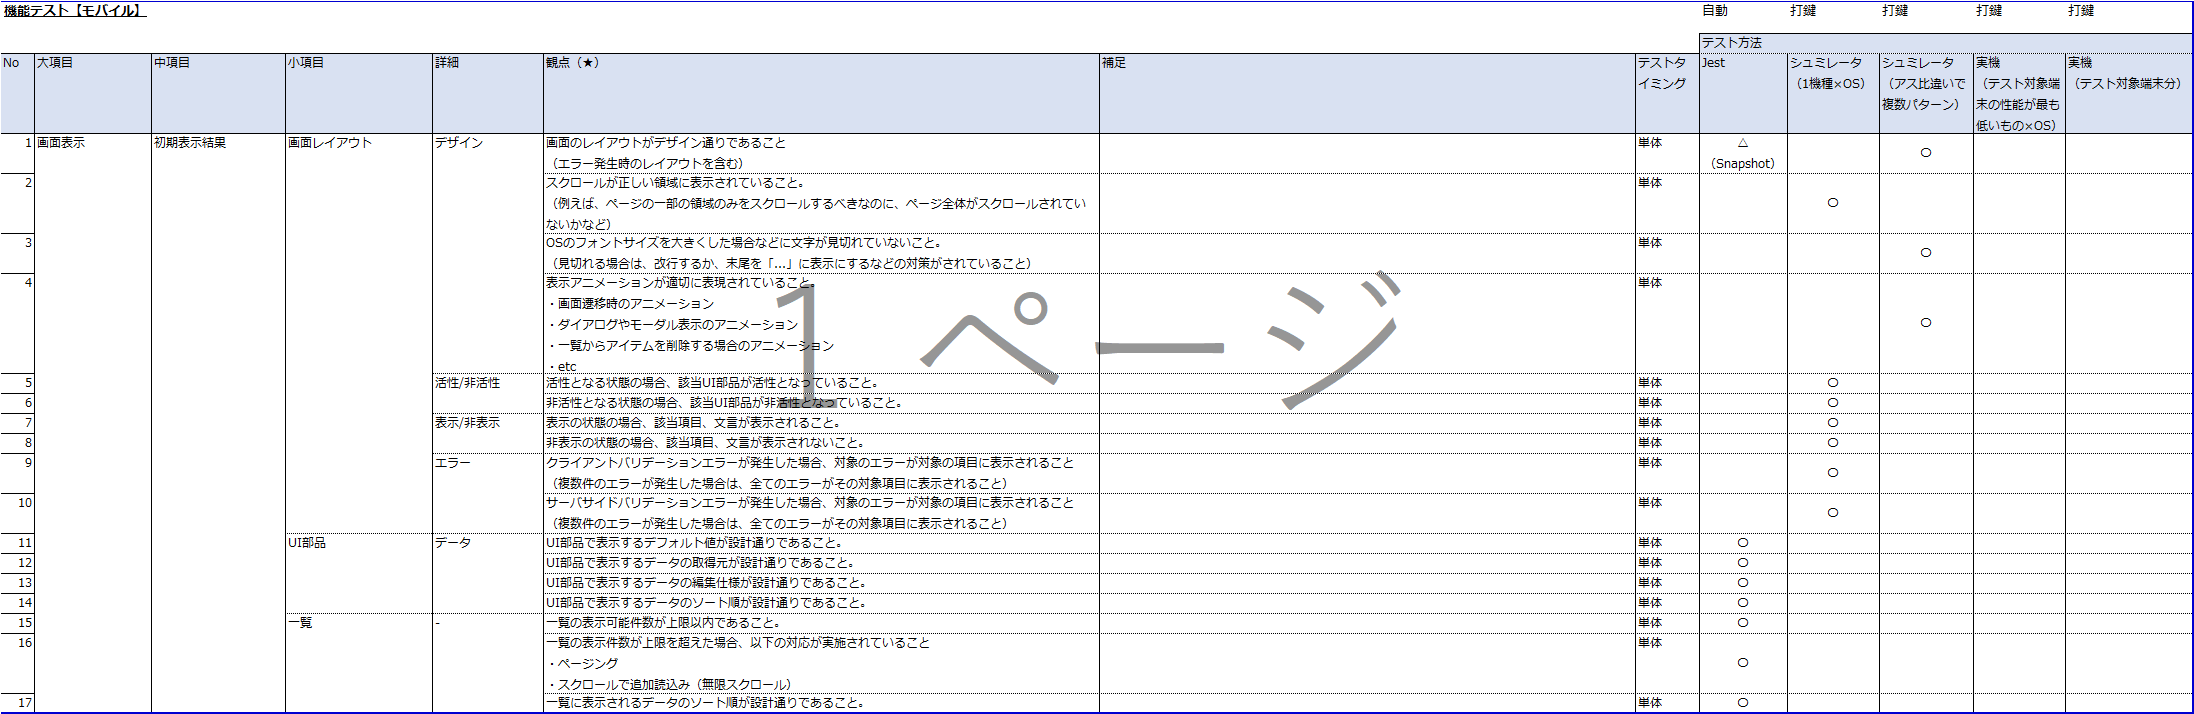 機能テスト【モバイル】
自動 打鍵 打鍵 打鍵 打鍵
テスト方法
No 大項目 中項目 小項目 詳細 観点（★） 補足 テストタイミング Jest シュミレータ（1機種×OS） シュミレータ（アス比違いで複数パターン） 実機（テスト対象端末の性能が最も低いもの×OS） 実機（テスト対象端末分）
1 画面表示 初期表示結果 画面レイアウト デザイン 画面のレイアウトがデザイン通りであること 単体 △
（エラー発生時のレイアウトを含む） （Snapshot） 〇
2 スクロールが正しい領域に表示されていること。 単体
（例えば、ページの一部の領域のみをスクロールするべきなのに、ページ全体がスクロールされてい 〇
ないかなど）
3 OSのフォントサイズを大きくした場合などに文字が見切れていないこと。 単体
（見切れる場合は、改行するか、末尾を「...」に表示にするなどの対策がされていること） 〇
4 表示アニメーションが適切に表現されていること。 単体
・画面遷移時のアニメーション
・ダイアログやモーダル表示のアニメーション 〇
・一覧からアイテムを削除する場合のアニメーション
・etc
1 ページ
5 活性/非活性 活性となる状態の場合、該当UI部品が活性となっていること。 単体 〇
6 非活性となる状態の場合、該当UI部品が非活性となっていること。 単体 〇
7 表示/非表示 表示の状態の場合、該当項目、文言が表示されること。 単体 〇
8 非表示の状態の場合、該当項目、文言が表示されないこと。 単体 〇
9 エラー クライアントバリデーションエラーが発生した場合、対象のエラーが対象の項目に表示されること 単体
（複数件のエラーが発生した場合は、全てのエラーがその対象項目に表示されること） 〇
10 サーバサイドバリデーションエラーが発生した場合、対象のエラーが対象の項目に表示されること 単体
（複数件のエラーが発生した場合は、全てのエラーがその対象項目に表示されること） 〇
11 UI部品 データ UI部品で表示するデフォルト値が設計通りであること。 単体 〇
12 UI部品で表示するデータの取得元が設計通りであること。 単体 〇
13 UI部品で表示するデータの編集仕様が設計通りであること。 単体 〇
14 UI部品で表示するデータのソート順が設計通りであること。 単体 〇
15 一覧 - 一覧の表示可能件数が上限以内であること。 単体 〇
16 一覧の表示件数が上限を超えた場合、以下の対応が実施されていること 単体
・ページング 〇
・スクロールで追加読込み（無限スクロール）
17 一覧に表示されるデータのソート順が設計通りであること。 単体 〇